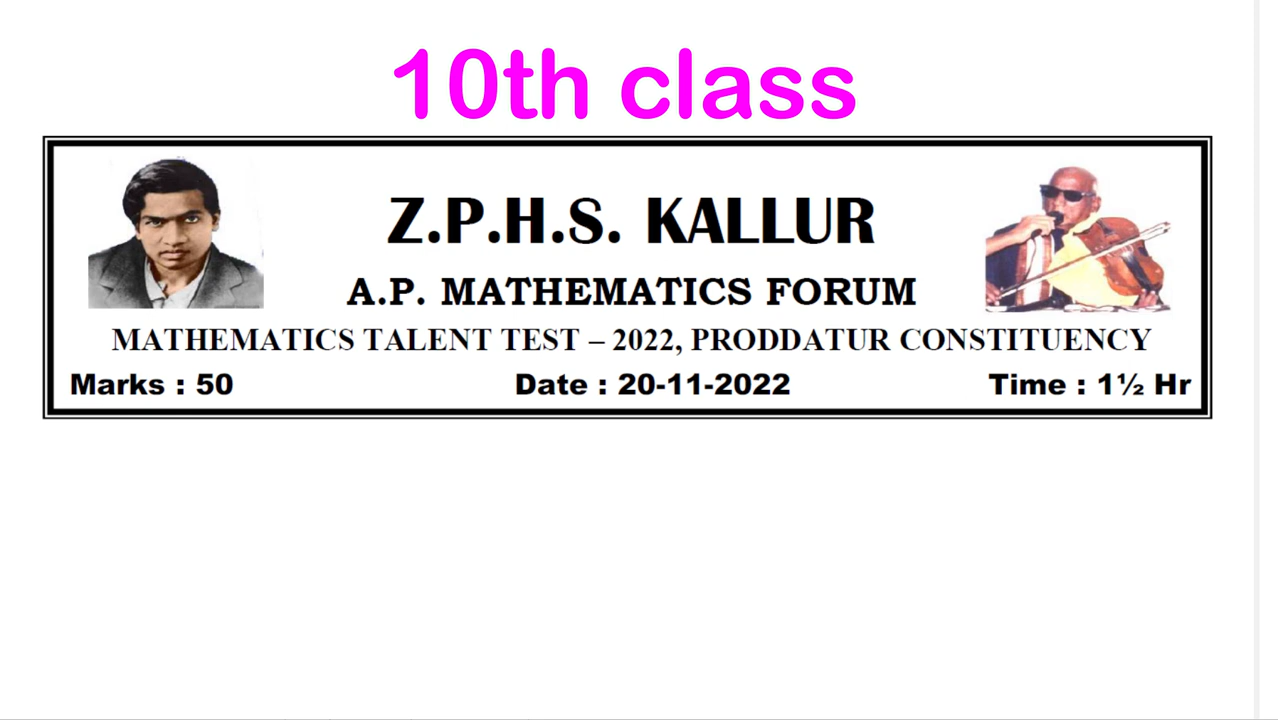 10th class
Z.P.H.S. KALLUR
A.P. MATHEMATICS FORUM
MATHEMATICS TALENT TEST – 2022, PRODDATUR CONSTITUENCY
Marks : 50 Date : 20-11-2022 Time : 1½ Hr